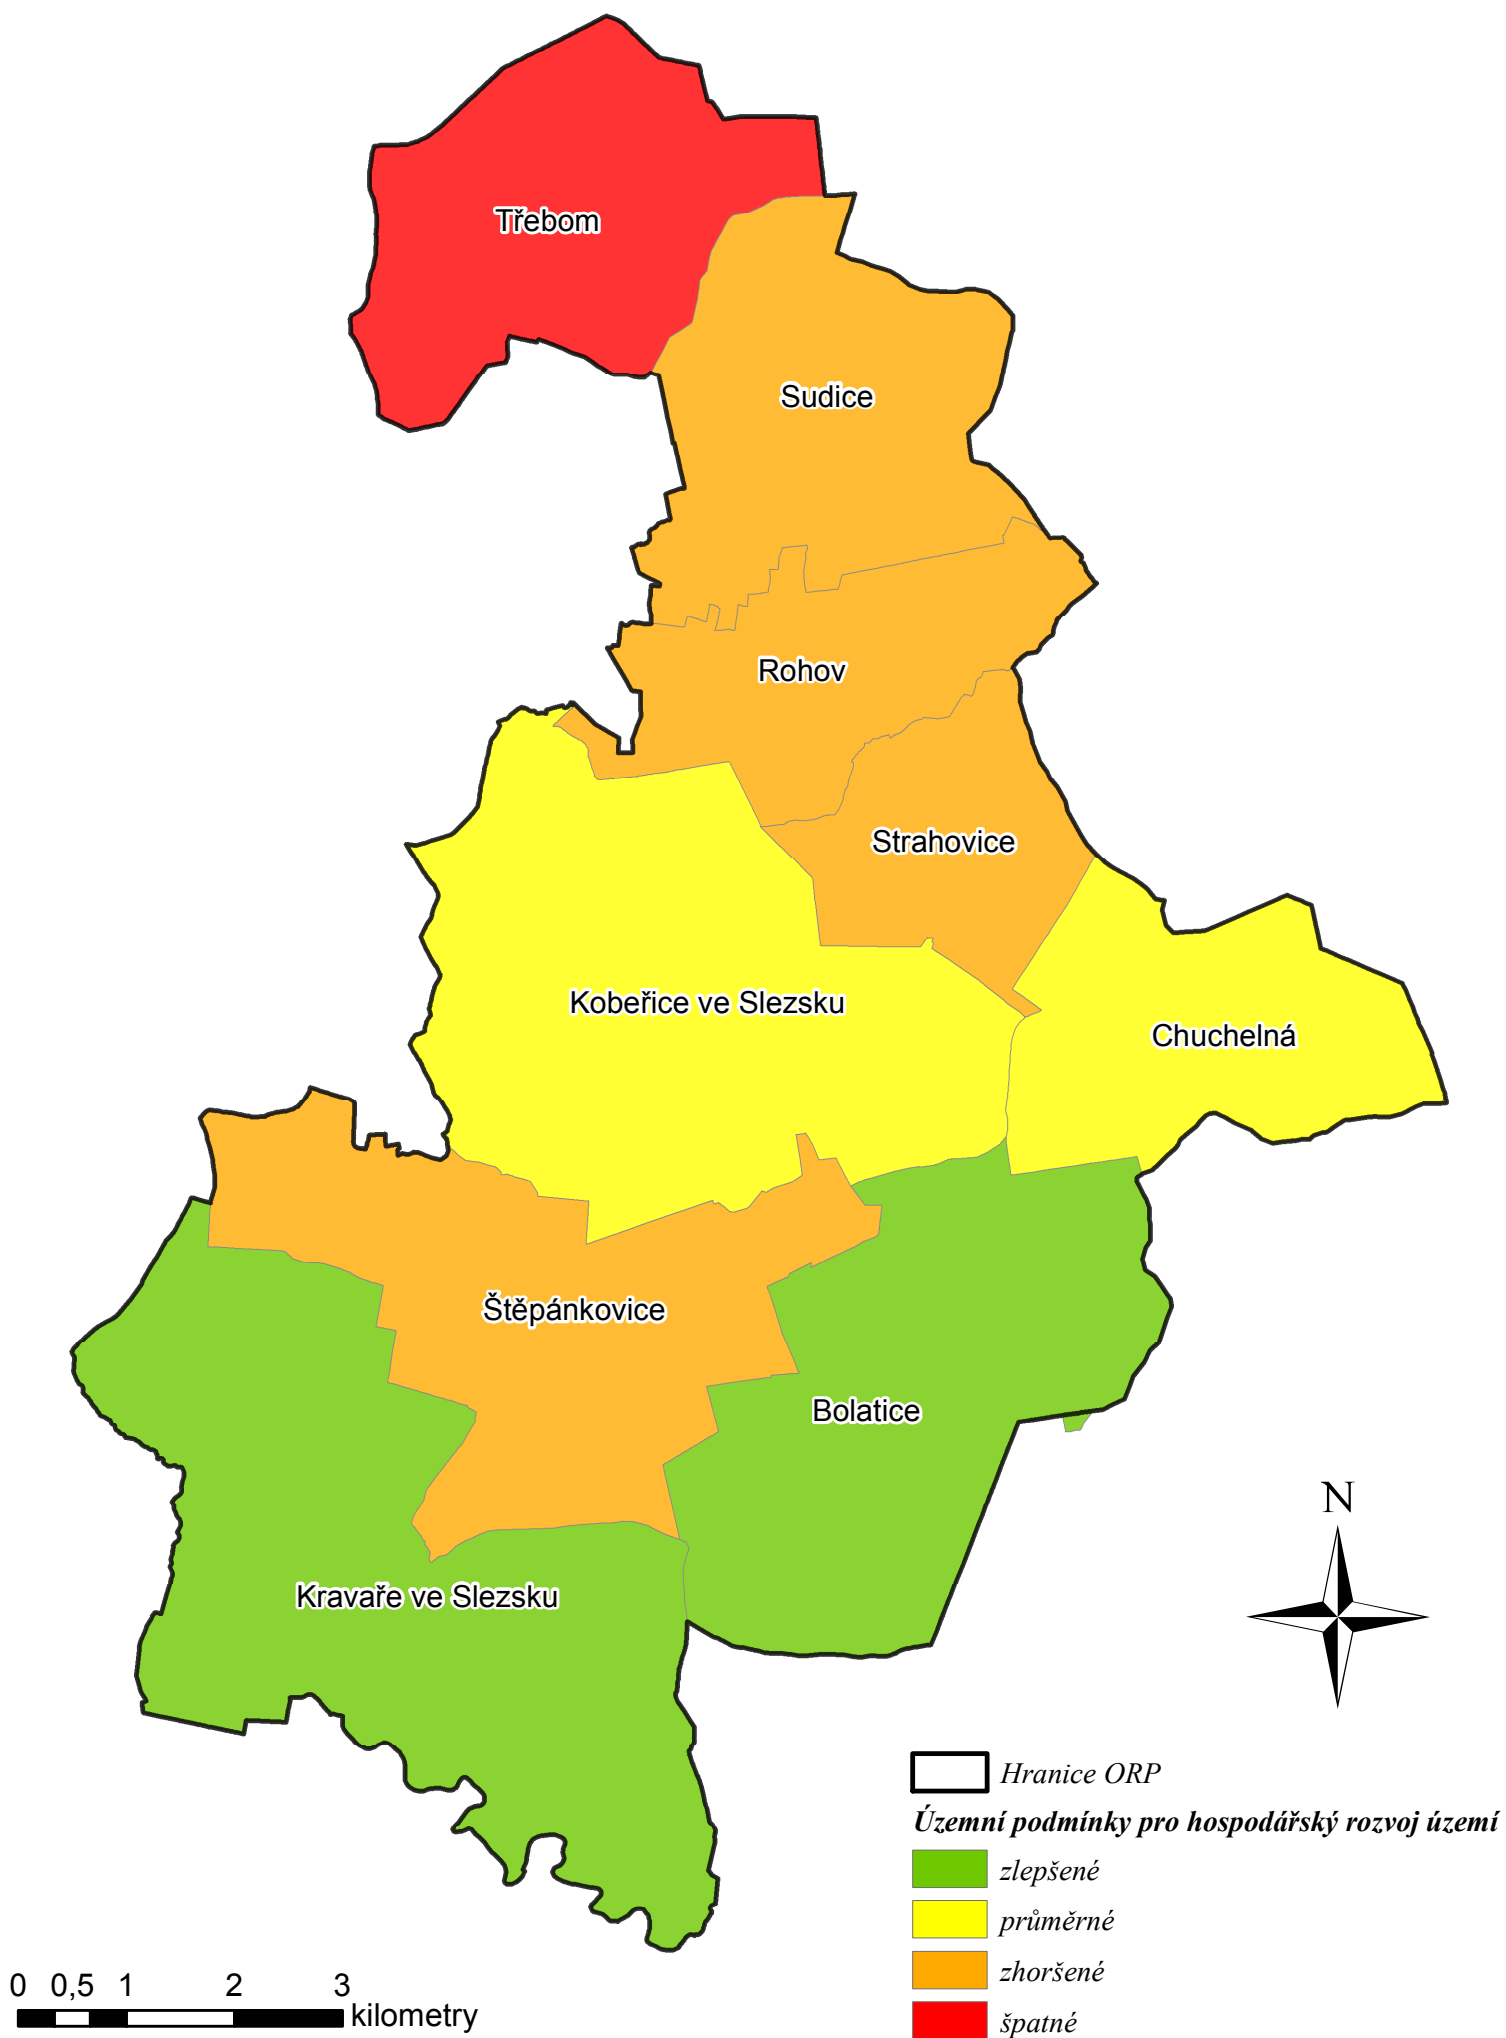 Třebom
Sudice
Rohov
Strahovice
Kobeřice ve Slezsku
Chuchelná
Štěpánkovice
Bolatice
Kravaře ve Slezsku
N
Hranice ORP
Územní podmínky pro hospodářský rozvoj území
zlepšené
průměrné
zhoršené
špatné
0 0,5 1 2 3
kilometry